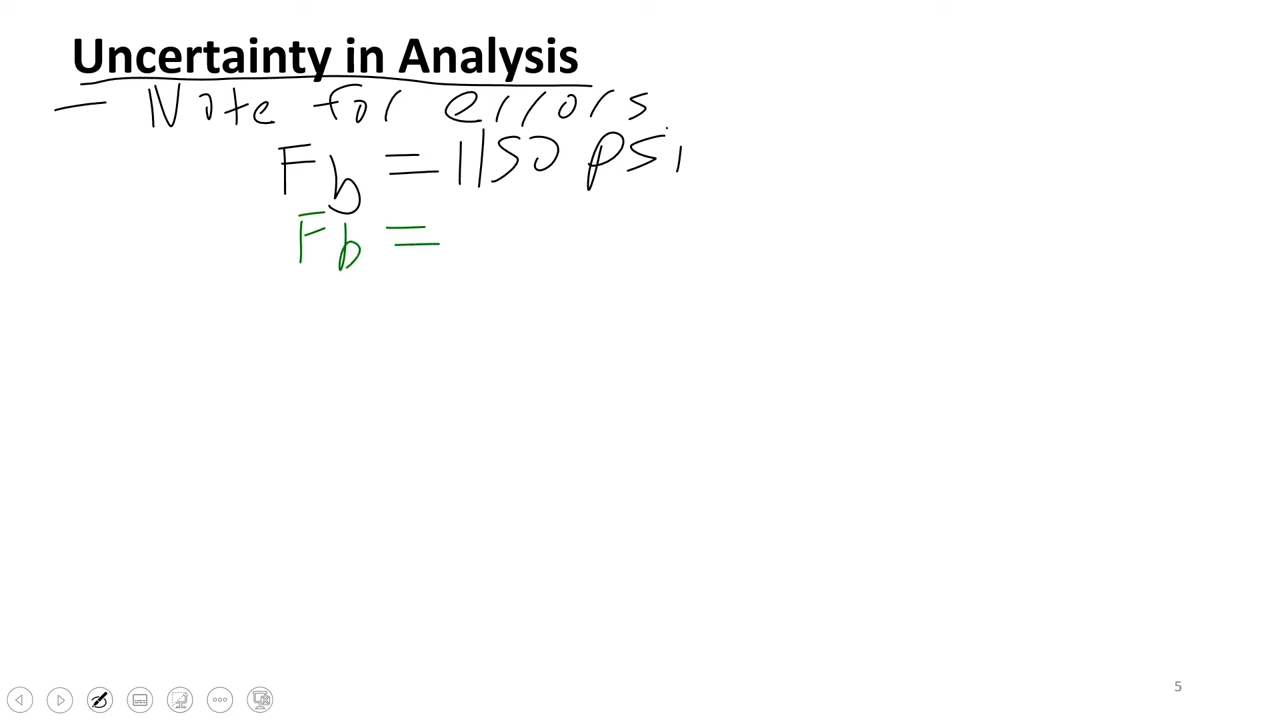 Uncertainty in Analysis
— Note for errors
Fb = 1150 psi
Fb =
5